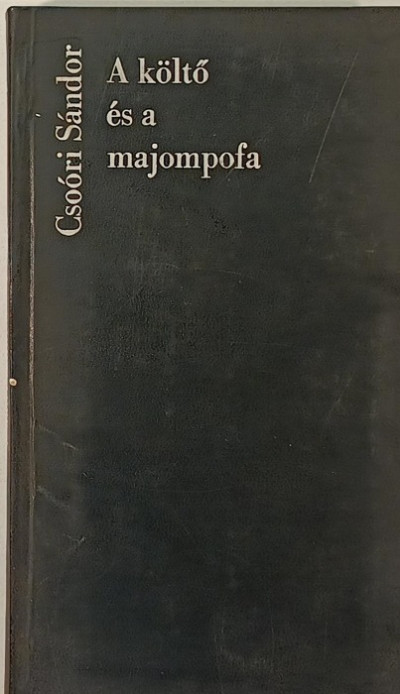 Csoóri Sándor
A költő
és a
majompofa